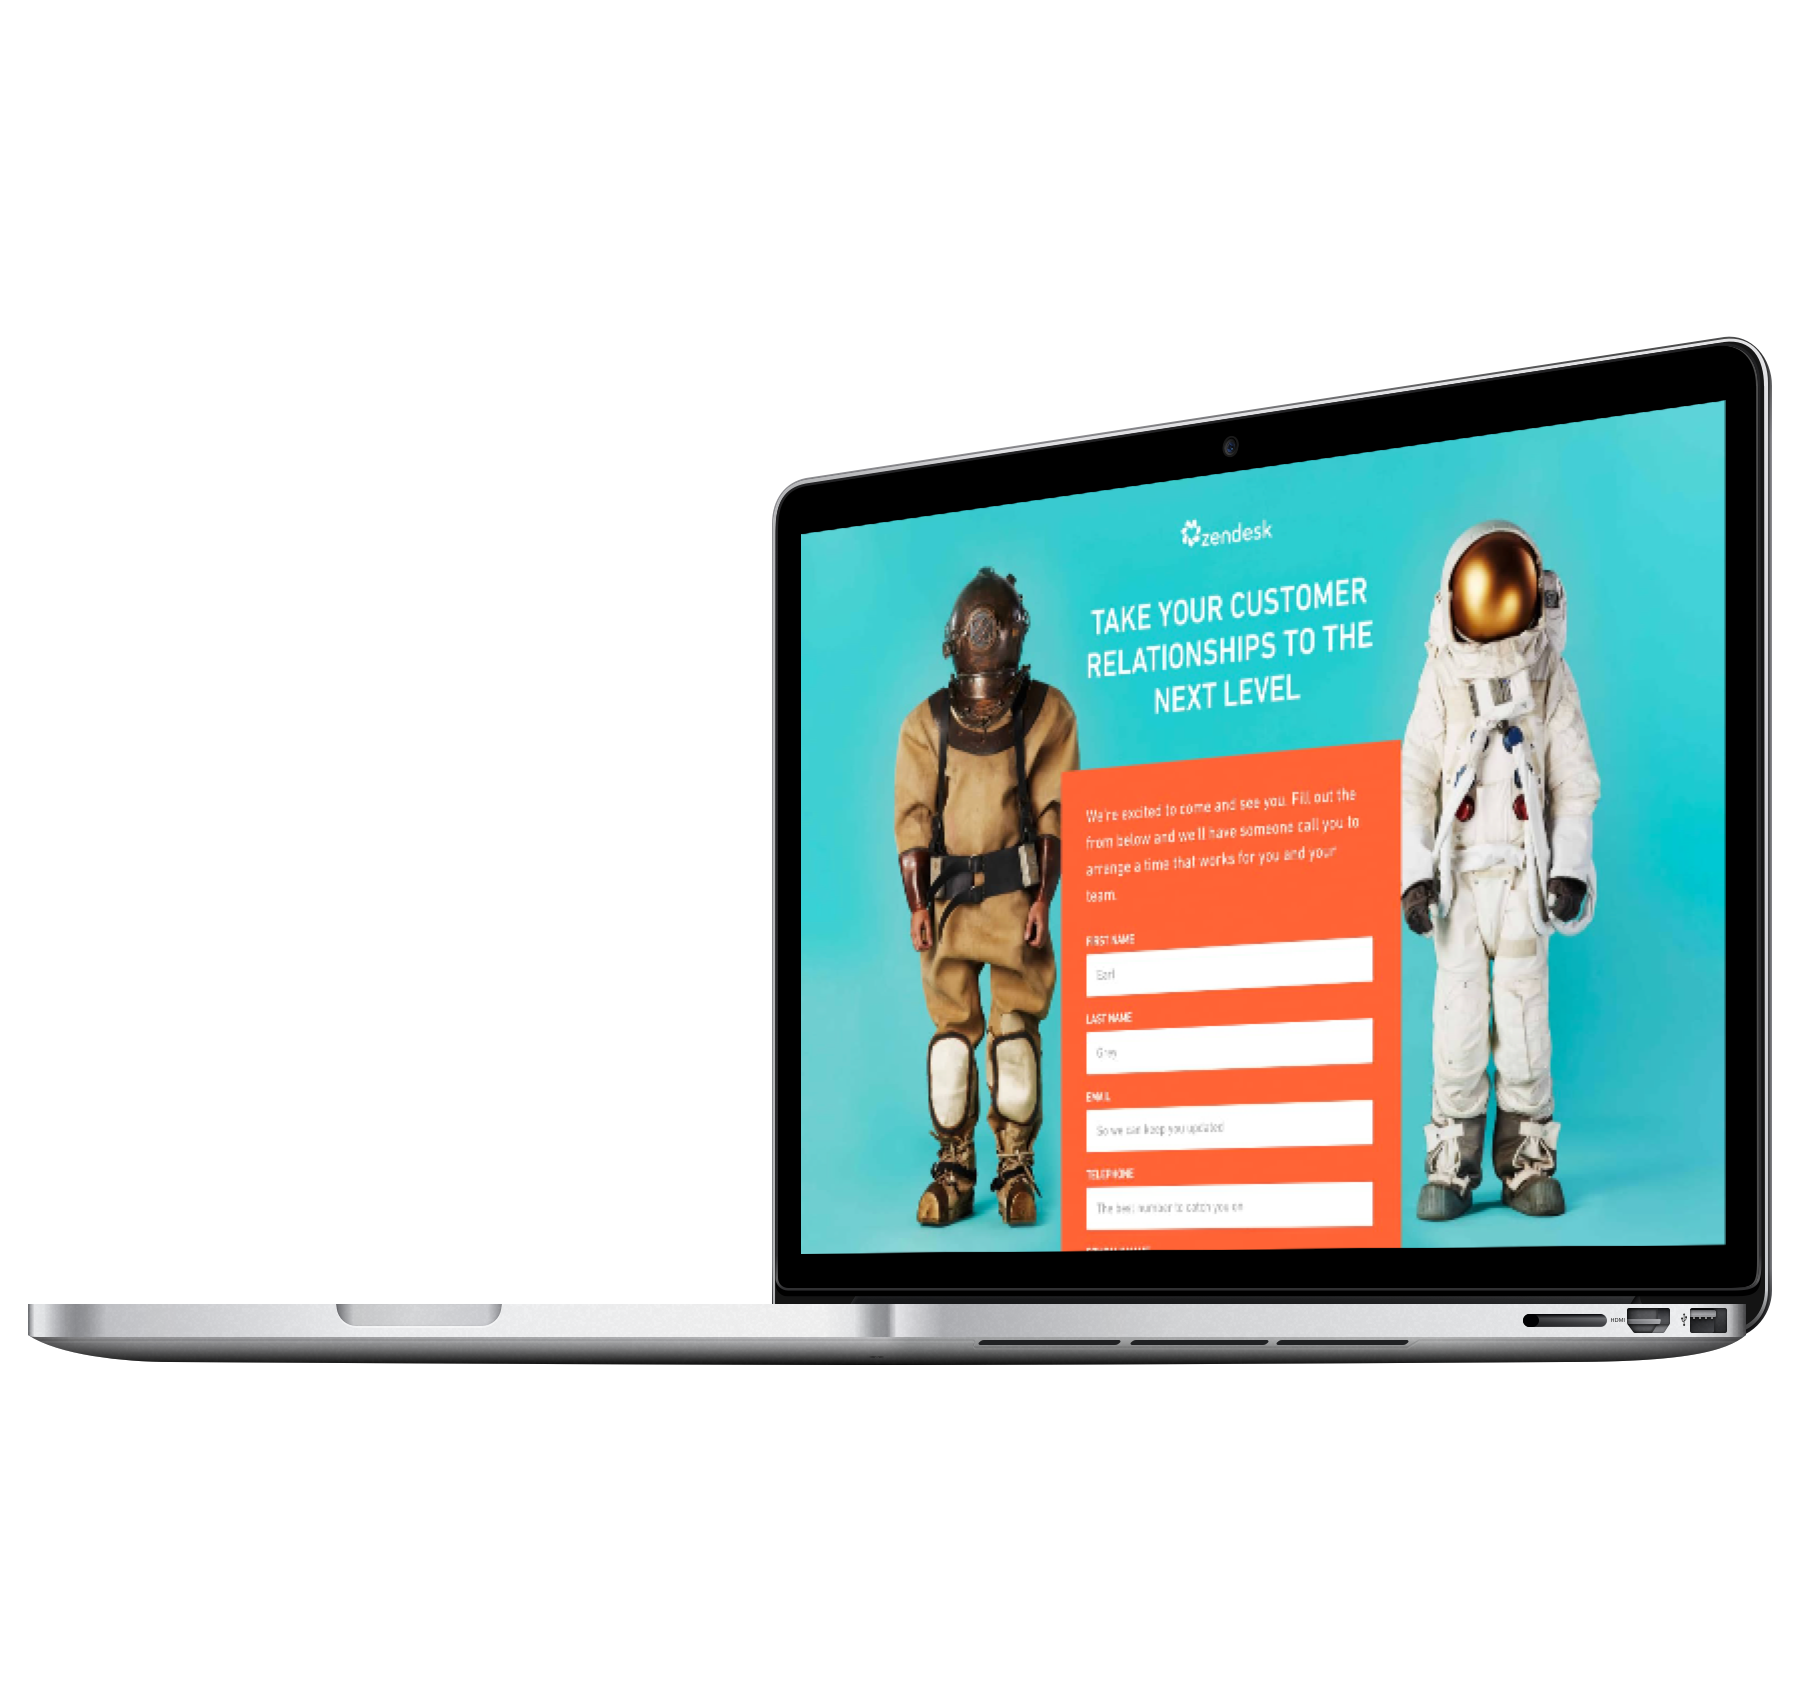 zendesk
TAKE YOUR CUSTOMER
RELATIONSHIPS TO THE
NEXT LEVEL
We're excited to come and see you. Fill out the
from below and we'll have someone call you to
arrange a time that works for you and your
team.
FIRST NAME
Earl
LAST NAME
Grey
EMAIL
So we can keep you updated
TELEPHONE
The best number to catch you on
HDMI